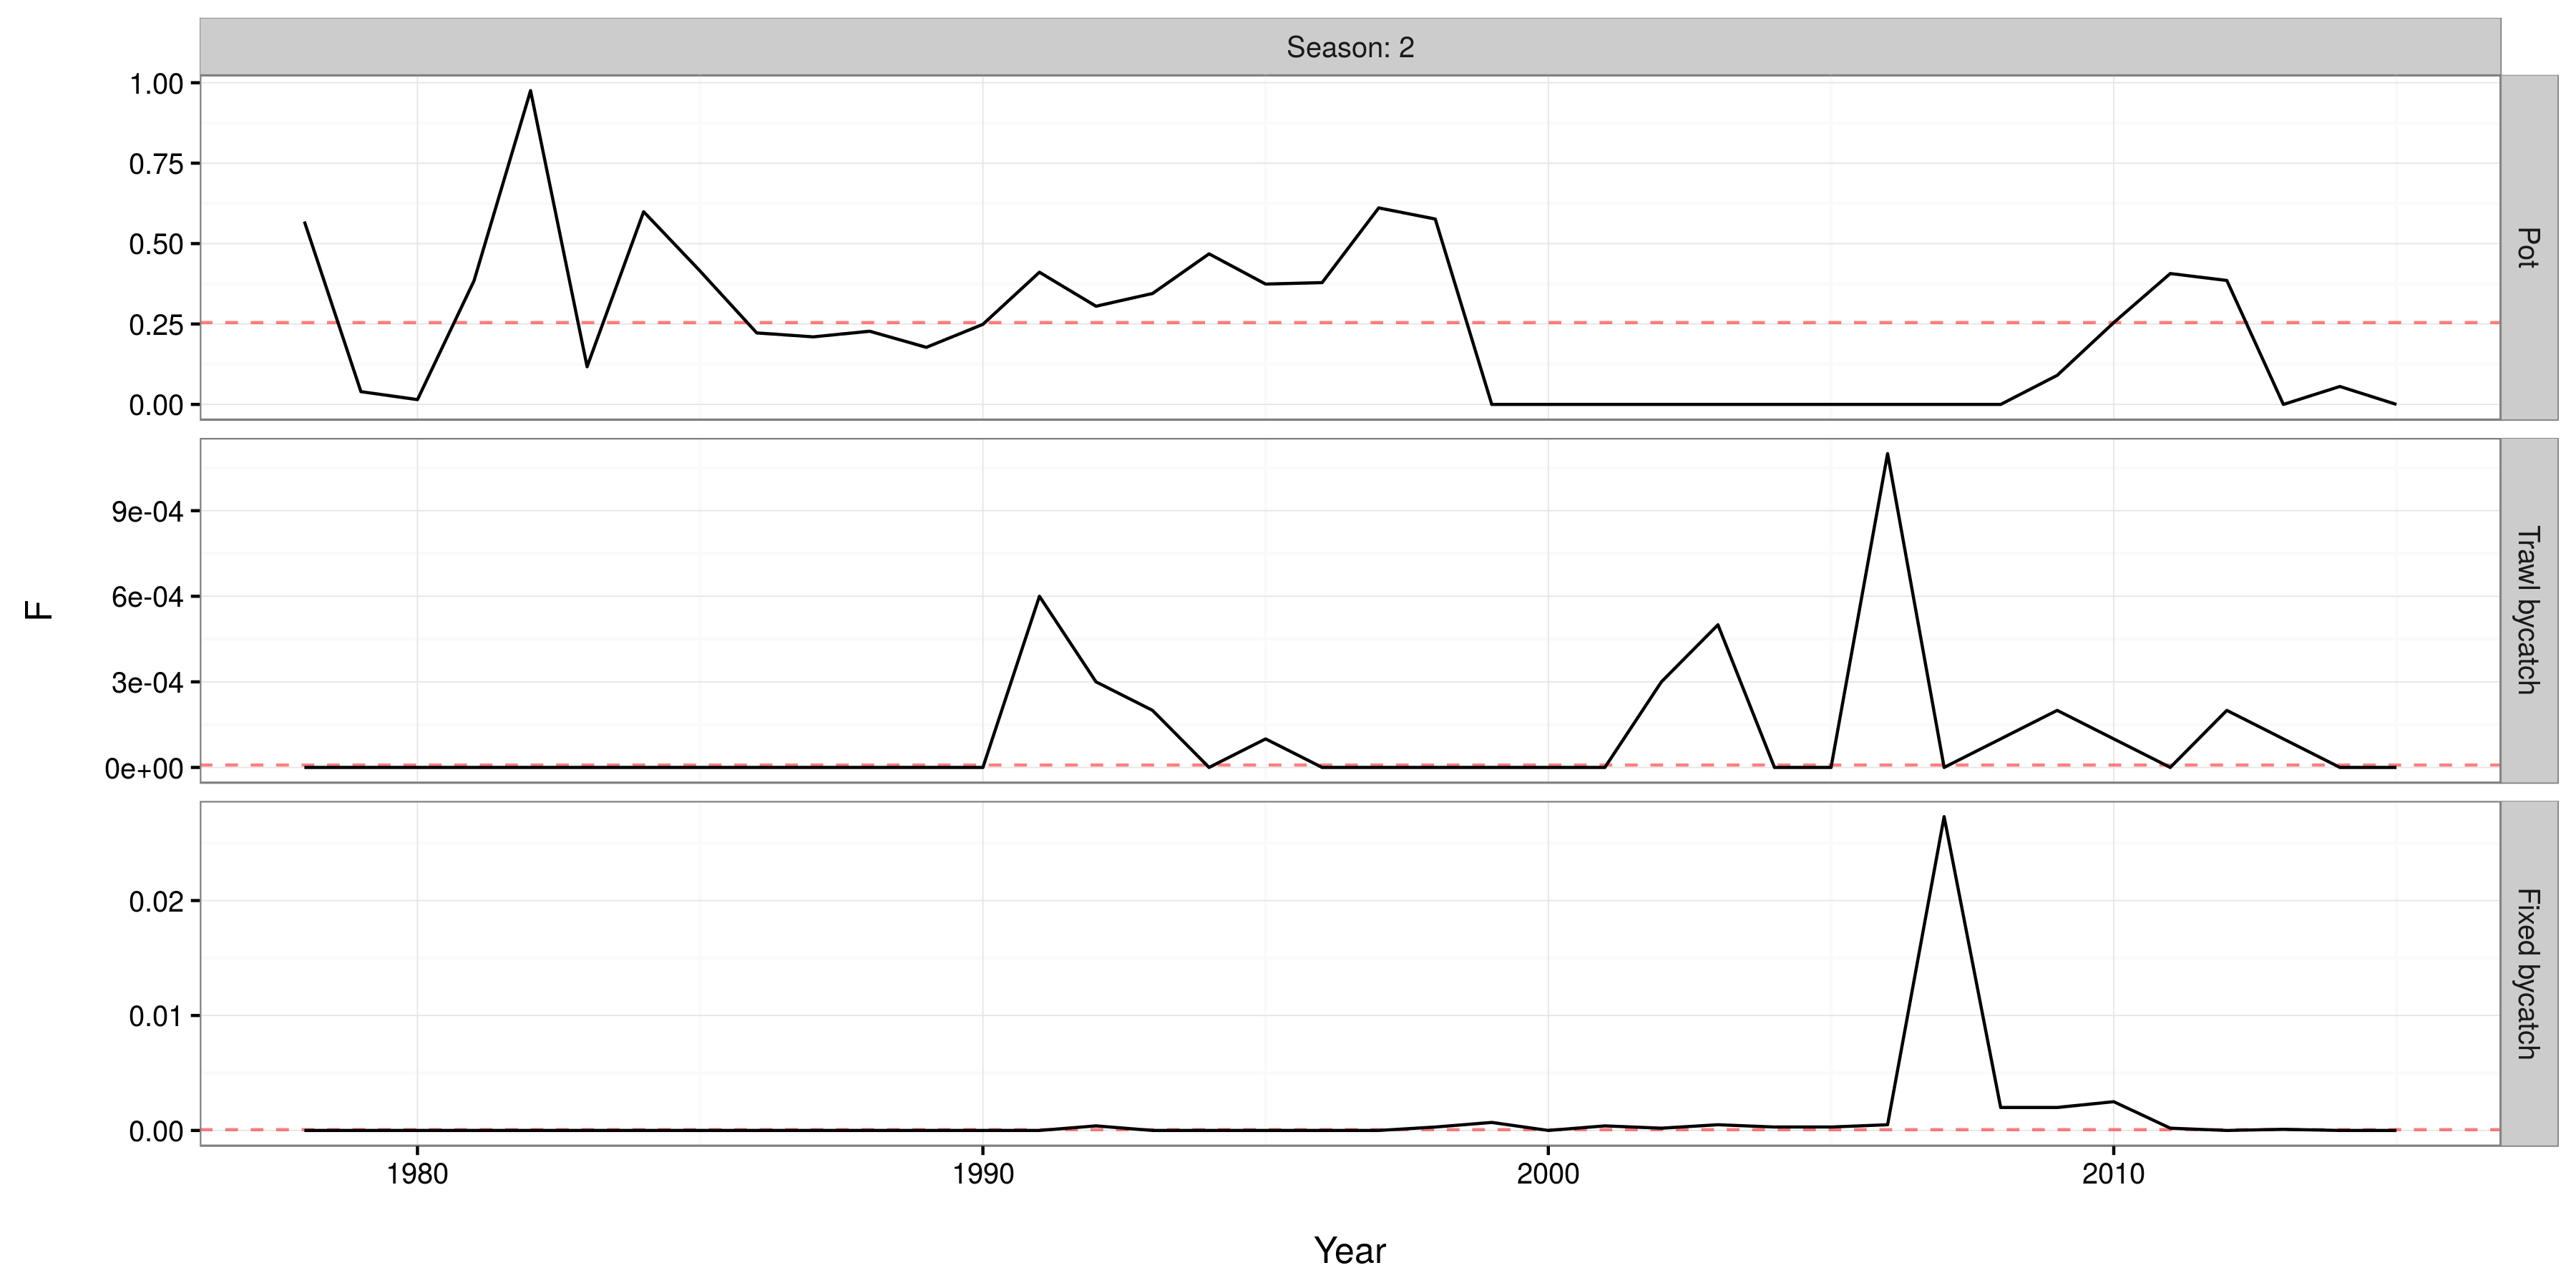 Season: 2
1.00
0.75
0.50
0.25
0.00
Pot
9e-04
6e-04
3e-04
0e+00
Trawl bycatch
0.02
0.01
0.00
Fixed bycatch
F
1980 1990 2000 2010
Year